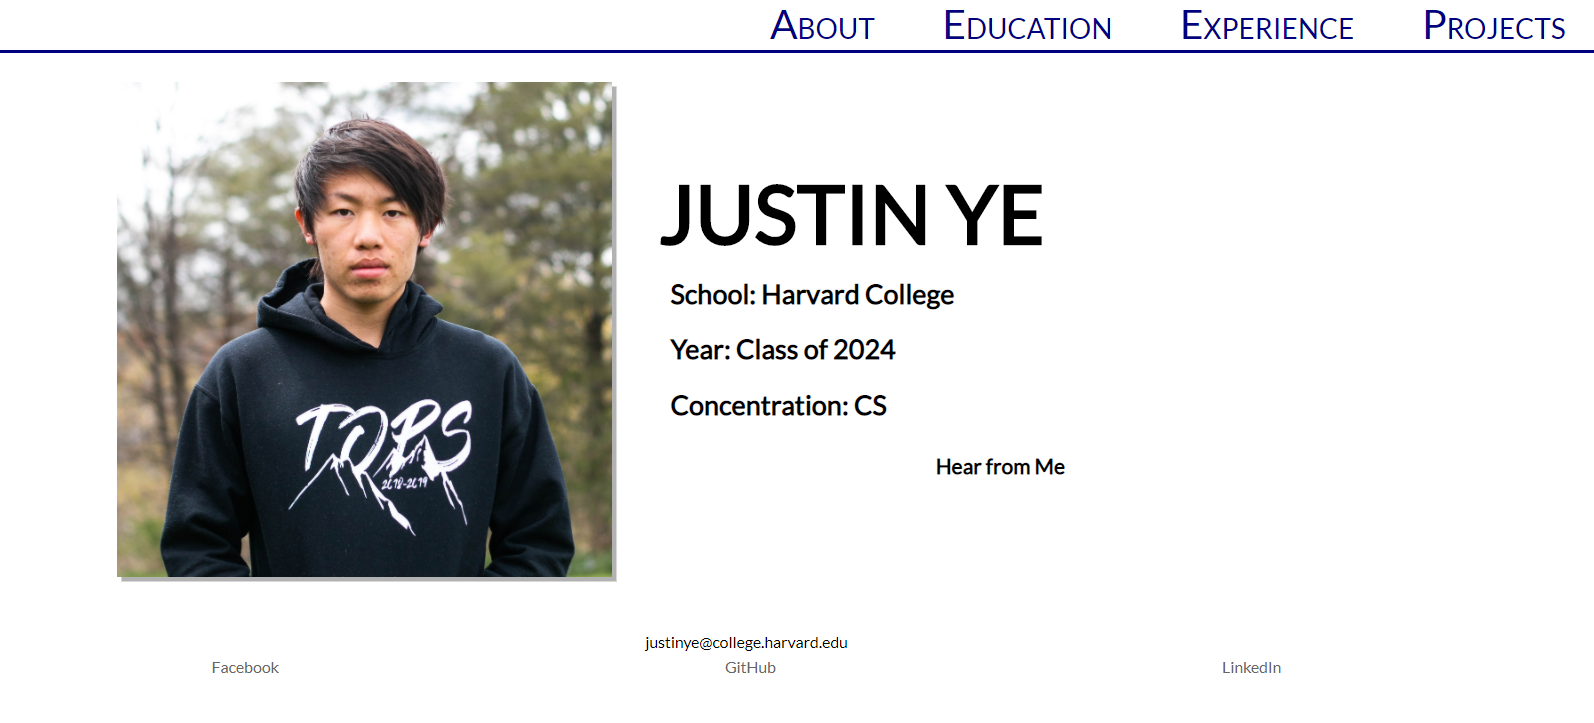 About Education Experience Projects
JUSTIN YE
School: Harvard College
Year: Class of 2024
Concentration: CS
Hear from Me
TOPS
2018-2019
justinye@college.harvard.edu
Facebook GitHub LinkedIn